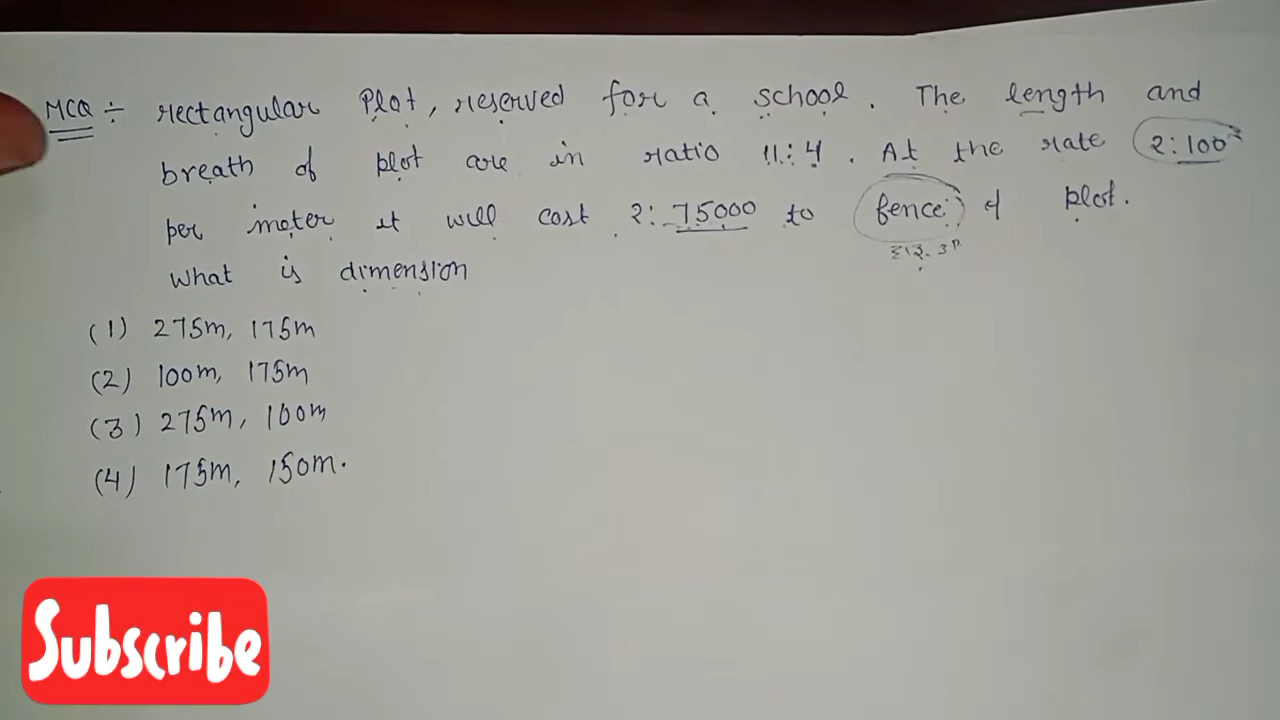 MCQ ÷ rectangular Plot, reserved for a school. The length and
breath of plot are in ratio 11:4. At the rate २:100
per meter it will cost २:75000 to fence of plot.
What is dimension
(1) 275m, 175m
(2) 100m, 175m
(3) 275m, 100m
(4) 175m, 150m.
Subscribe